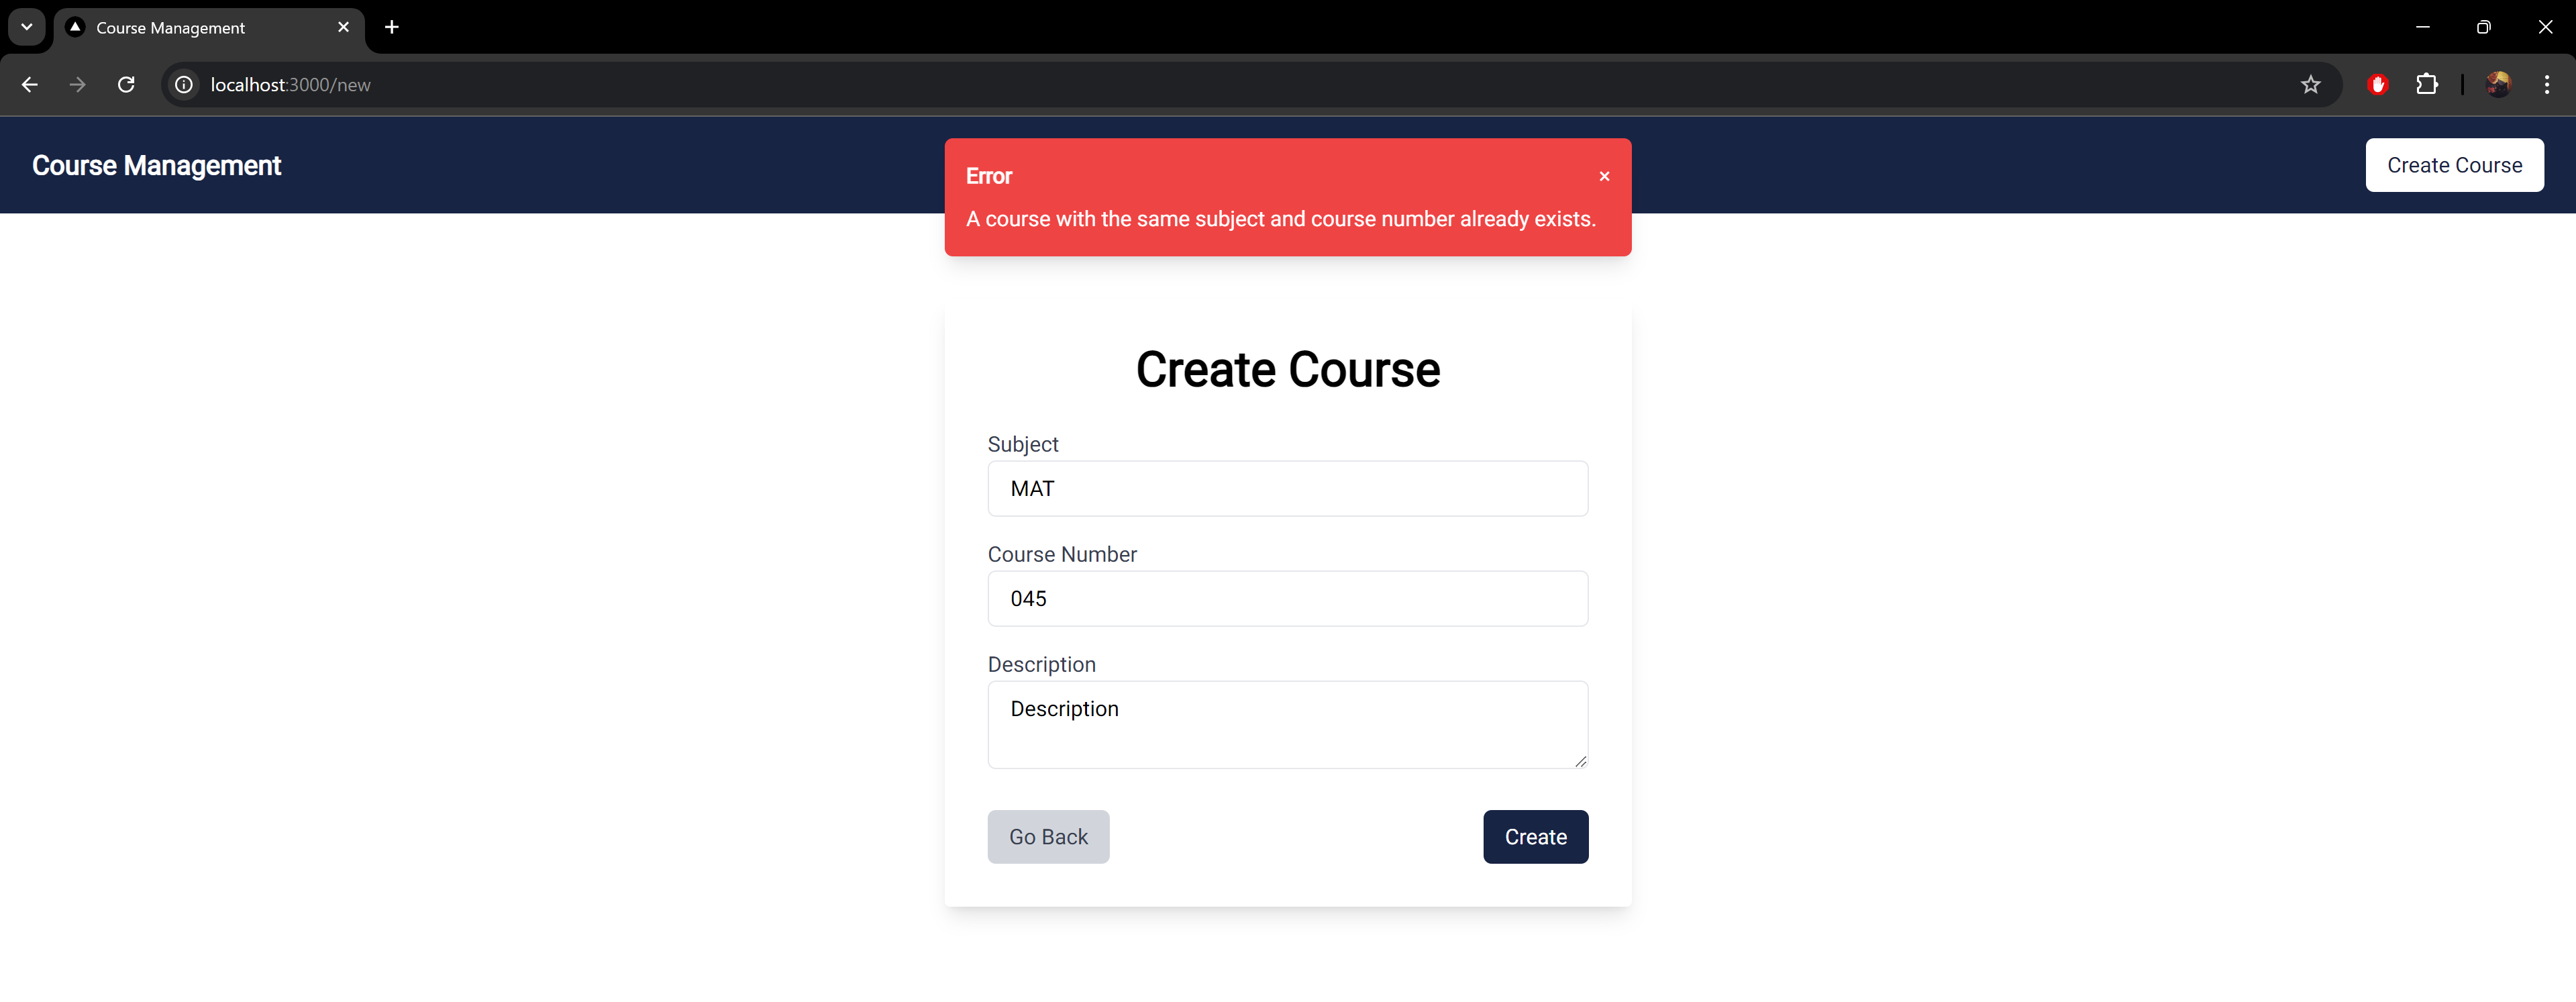 Course Management
localhost:3000/new
Course Management
Create Course
Error
×
A course with the same subject and course number already exists.
Create Course
Subject
MAT
Course Number
045
Description
Description
Go Back
Create